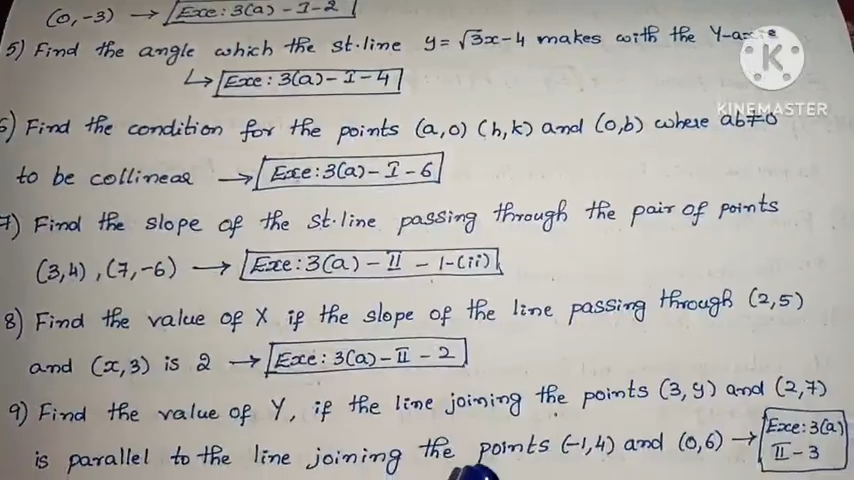 (0,-3) → Exe: 3(a) - I - 2
5) Find the angle which the st.line y = √3x-4 makes with the Y-axis
↳ Exe: 3(a) - I - 4
6) Find the condition for the points (a,0) (h,k) and (0,b) where ab≠0
to be collinear → Exe: 3(a) - I - 6
7) Find the slope of the st.line passing through the pair of points
(3,4), (7,-6) → Exe: 3(a) - II - 1-(ii)
8) Find the value of X if the slope of the line passing through (2,5)
and (x,3) is 2 → Exe: 3(a) - II - 2
9) Find the value of Y, if the line joining the points (3,y) and (2,7)
is parallel to the line joining the points (-1,4) and (0,6) → Exe: 3(a)
II - 3
K
KINEMASTER